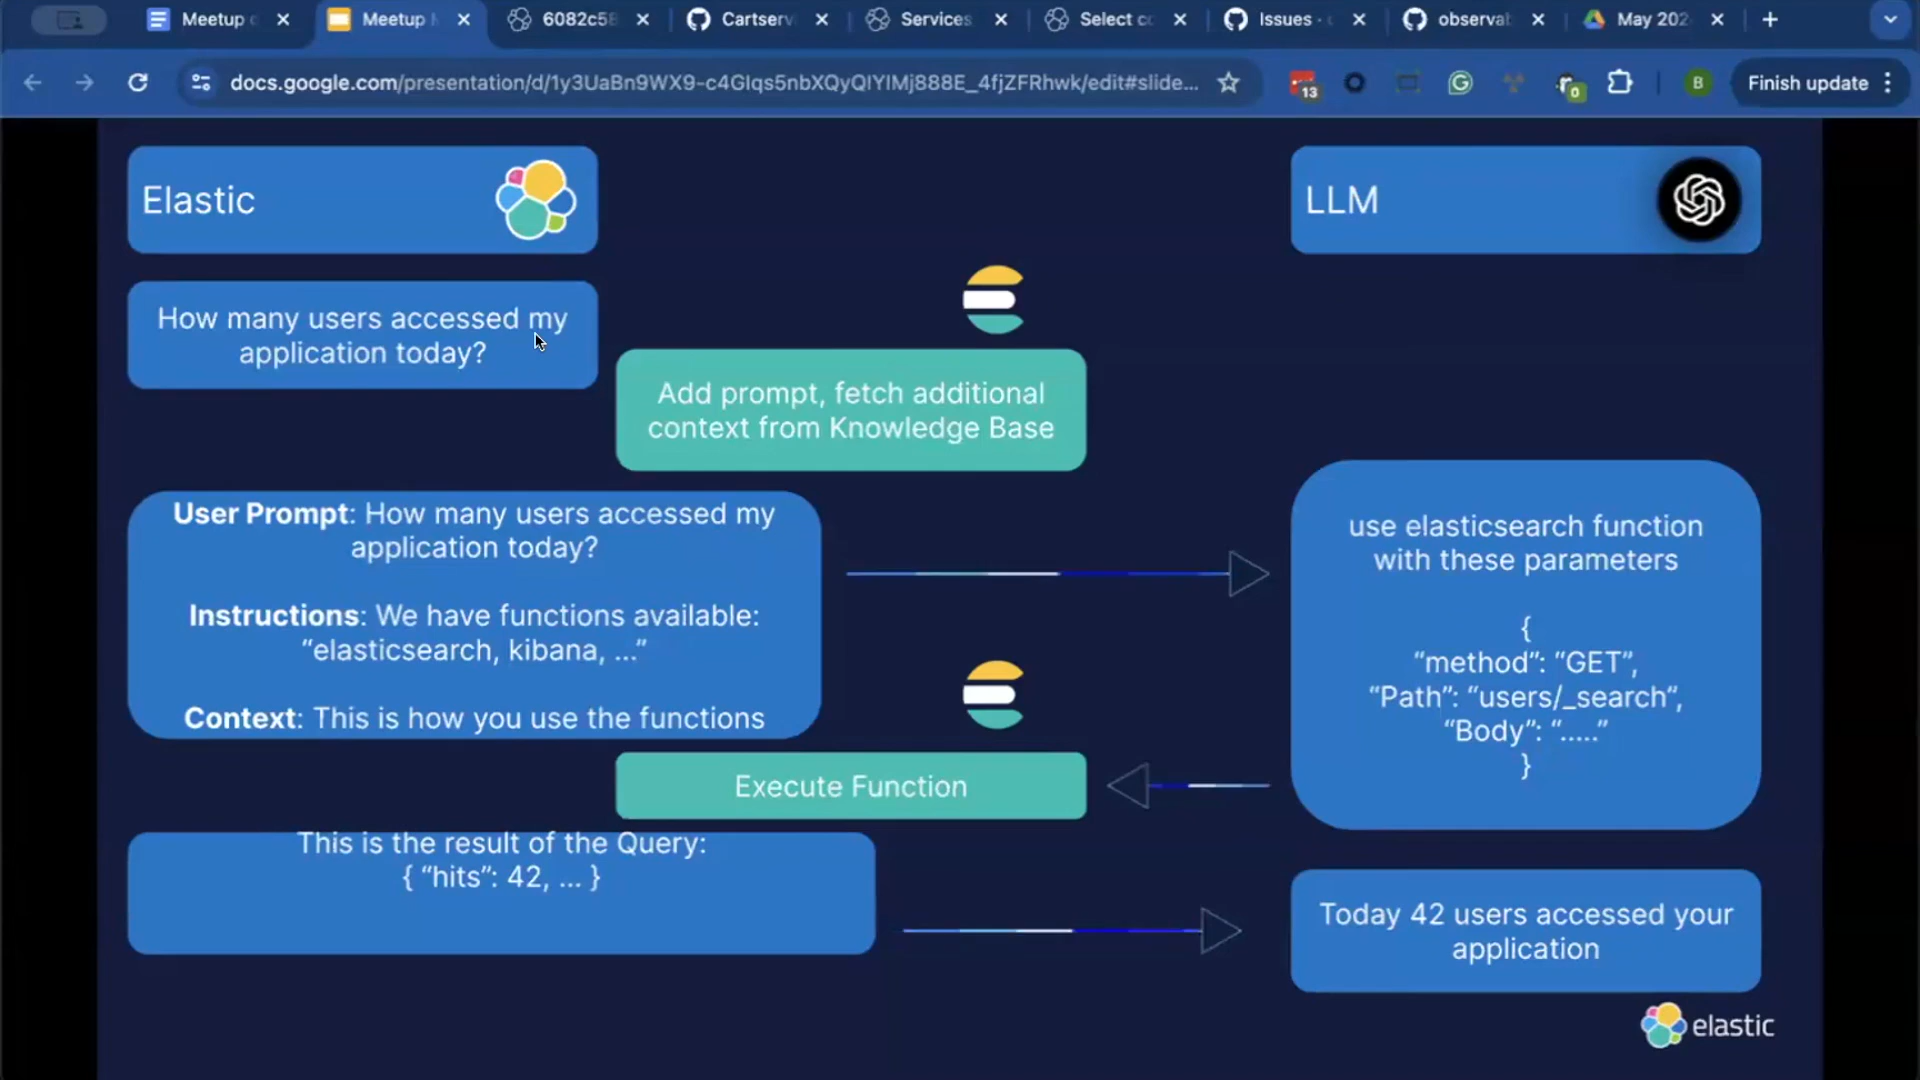 Meetup
Meetup
6082c58
Cartserv
Services
Select co
Issues ·
observab
May 202
docs.google.com/presentation/d/1y3UaBn9WX9-c4Glqs5nbXQyQIYIMj888E_4fjZFRhwk/edit#slide...
13
0
B
Finish update
Elastic
LLM
How many users accessed my
application today?
Add prompt, fetch additional
context from Knowledge Base
User Prompt: How many users accessed my
application today?
Instructions: We have functions available:
“elasticsearch, kibana, ...”
Context: This is how you use the functions
use elasticsearch function
with these parameters
{
“method”: “GET”,
“Path”: “users/_search“,
“Body”: “.....”
}
Execute Function
This is the result of the Query:
{ “hits”: 42, ... }
Today 42 users accessed your
application
elastic